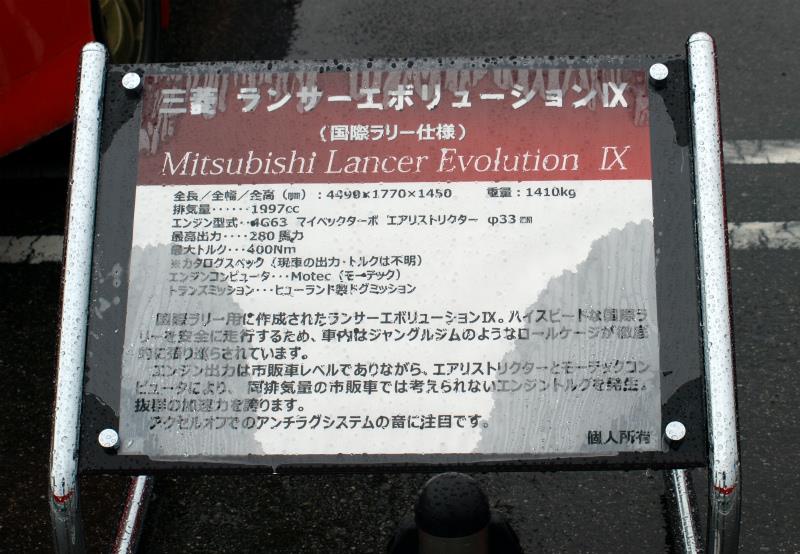 三菱 ランサーエボリューションⅨ
(国際ラリー仕様)
Mitsubishi Lancer Evolution Ⅸ
全長/全幅/全高(㎜):4490x1770x1450 重量:1410kg
排気量‥‥‥1997cc
エンジン型式‥4G63 マイベックターボ エアリストリクター φ33㎜
最高出力‥‥280馬力
最大トルク‥‥400Nm
※カタログスペック(現車の出力・トルクは不明)
エンジンコンピュータ・・・Motec(モーテック)
トランスミッション・・・ヒューランド製ドグミッション
国際ラリー用に作成されたランサーエボリューションⅨ。ハイスピードな国際ラ
リーを安全に走行するため、車内はジャングルジムのようなロールケージが徹底
的に張り巡らされています。
エンジン出力は市販車レベルでありながら、エアリストリクターとモーテックコン
ピュータにより、同排気量の市販車では考えられないエンジントルクを発生。
抜群の加速力を誇ります。
アクセルオフでのアンチラグシステムの音に注目です。
個人所有